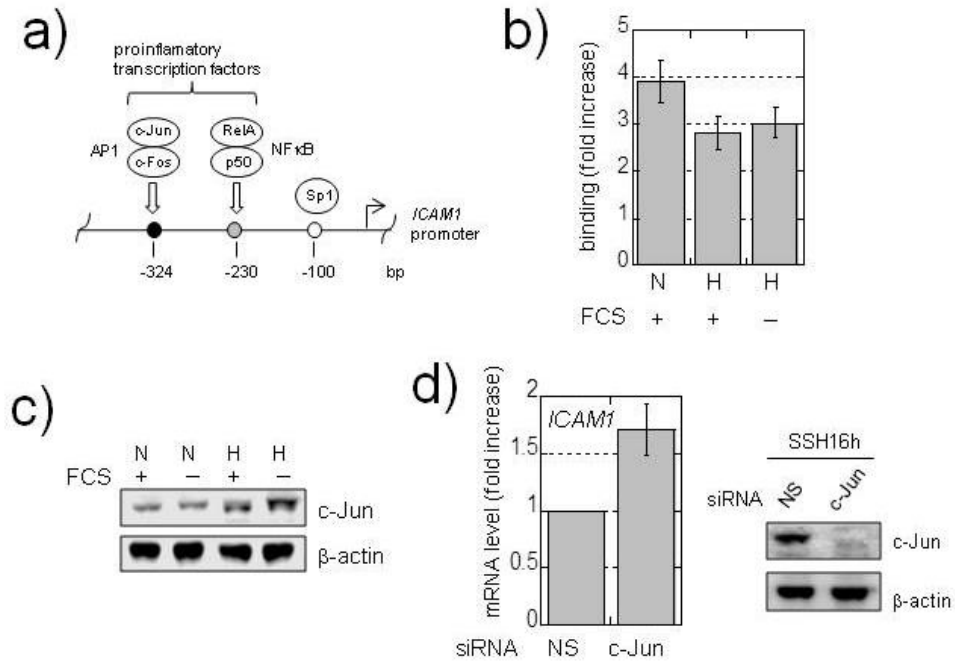 a)
proinflamatory
transcription factors
AP1
c-Jun
c-Fos
RelA
p50
NFκB
Sp1
ICAM1
promoter
-324
-230
-100
bp
b)
binding (fold increase)
5
4
3
2
1
0
N H H
FCS + + –
c)
N N H H
FCS + – + –
c-Jun
β-actin
d)
mRNA level (fold increase)
2
1.5
1
0.5
0
ICAM1
siRNA NS c-Jun
SSH16h
siRNA NS c-Jun
c-Jun
β-actin